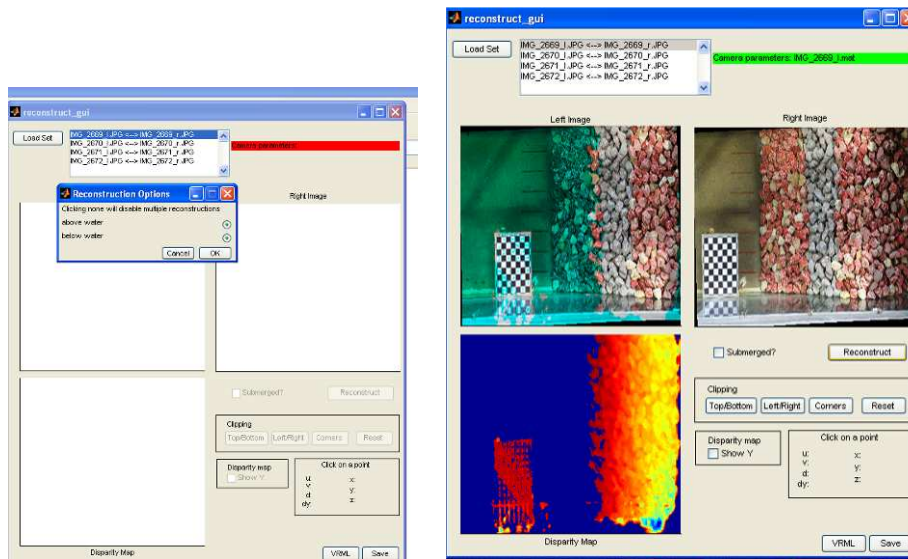 reconstruct_gui
Load Set
IMG_2669_l.JPG <--> IMG_2669_r.JPG
IMG_2670_l.JPG <--> IMG_2670_r.JPG
IMG_2671_l.JPG <--> IMG_2671_r.JPG
IMG_2672_l.JPG <--> IMG_2672_r.JPG
Camera parameters:
Reconstruction Options
Clicking none will disable multiple reconstructions
above water
below water
Cancel OK
Right Image
Submerged? Reconstruct
Clipping
Top/Bottom Left/Right Corners Reset
Disparity map
Show Y
Click on a point
u: x:
v:
d: y:
dy: z:
Disparity Map
VRML Save
reconstruct_gui
Load Set
IMG_2669_l.JPG <--> IMG_2669_r.JPG
IMG_2670_l.JPG <--> IMG_2670_r.JPG
IMG_2671_l.JPG <--> IMG_2671_r.JPG
IMG_2672_l.JPG <--> IMG_2672_r.JPG
Camera parameters: IMG_2669_l.mat
Left Image
Right Image
Submerged? Reconstruct
Clipping
Top/Bottom Left/Right Corners Reset
Disparity map
Show Y
Click on a point
u: x:
v:
d: y:
dy: z:
Disparity Map
VRML Save